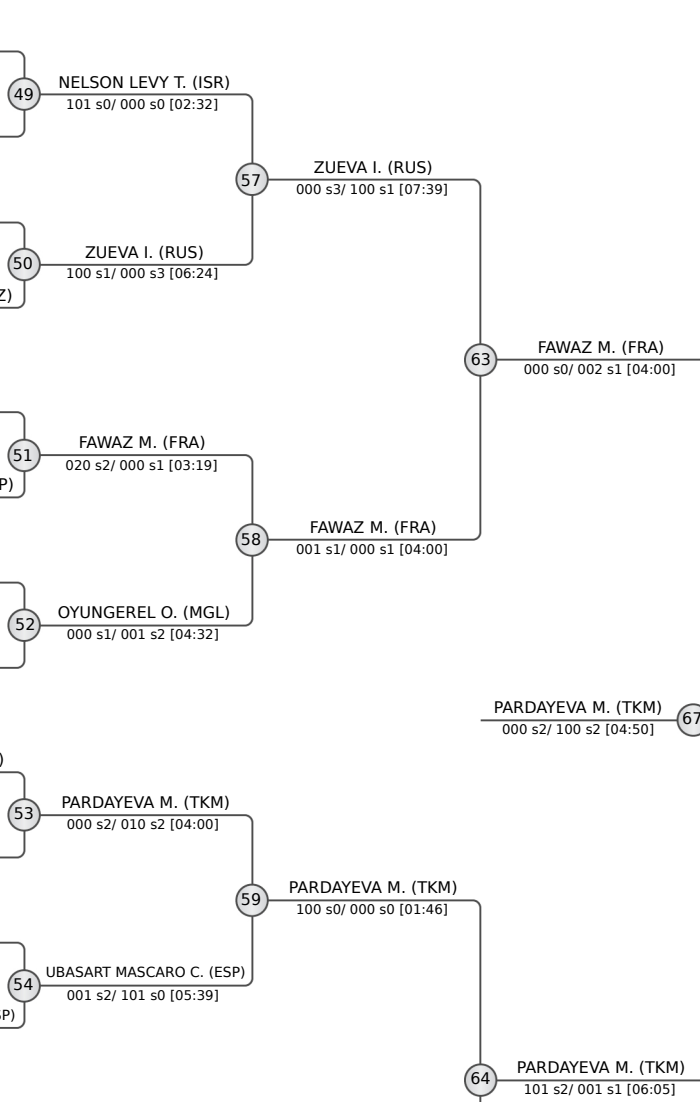 49
NELSON LEVY T. (ISR)
101 s0/ 000 s0 [02:32]
57
ZUEVA I. (RUS)
000 s3/ 100 s1 [07:39]
50
ZUEVA I. (RUS)
100 s1/ 000 s3 [06:24]
Z)
63
FAWAZ M. (FRA)
000 s0/ 002 s1 [04:00]
51
FAWAZ M. (FRA)
020 s2/ 000 s1 [03:19]
P)
58
FAWAZ M. (FRA)
001 s1/ 000 s1 [04:00]
52
OYUNGEREL O. (MGL)
000 s1/ 001 s2 [04:32]
PARDAYEVA M. (TKM)
000 s2/ 100 s2 [04:50]
67
)
53
PARDAYEVA M. (TKM)
000 s2/ 010 s2 [04:00]
59
PARDAYEVA M. (TKM)
100 s0/ 000 s0 [01:46]
54
UBASART MASCARO C. (ESP)
001 s2/ 101 s0 [05:39]
SP)
64
PARDAYEVA M. (TKM)
101 s2/ 001 s1 [06:05]